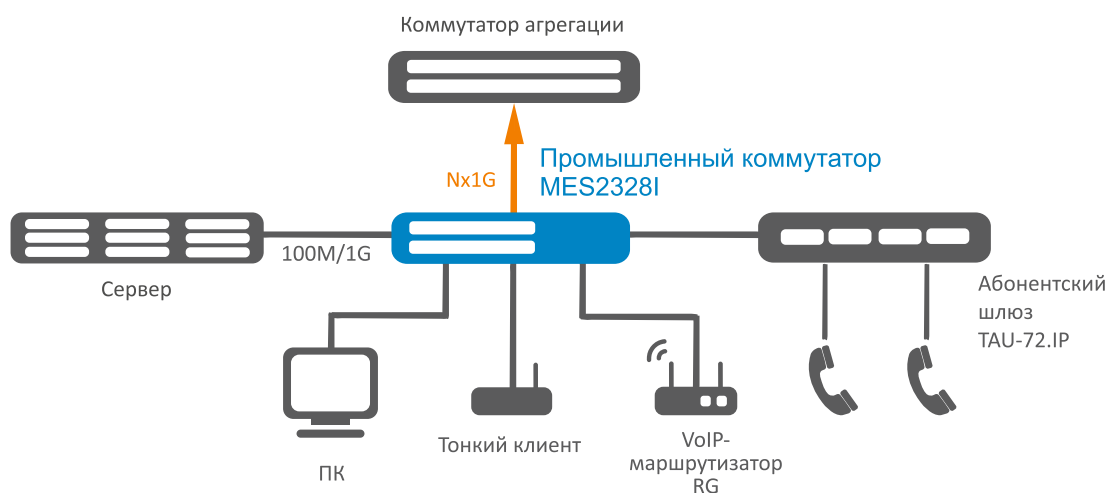 Коммутатор агрегации
Промышленный коммутатор
MES2328I
Nx1G
100M/1G
Сервер
Абонентский
шлюз
TAU-72.IP
ПК
Тонкий клиент
VoIP-
маршрутизатор
RG